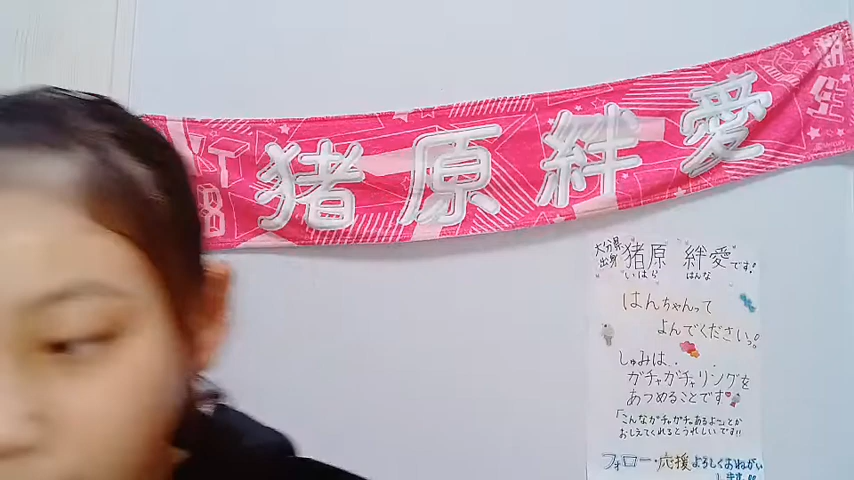 猪原絆愛
大分県
出身
猪原 絆愛です!
いはら はんな
はんちゃんって
よんでくださいっ!
しゅみは..
ガチャガチャリングを
あつめることです
「こんなガチャガチャあるよ〜」とか
おしえてくれるとうれしいです!!
フォロー・応援よろしくおねがい
します!!